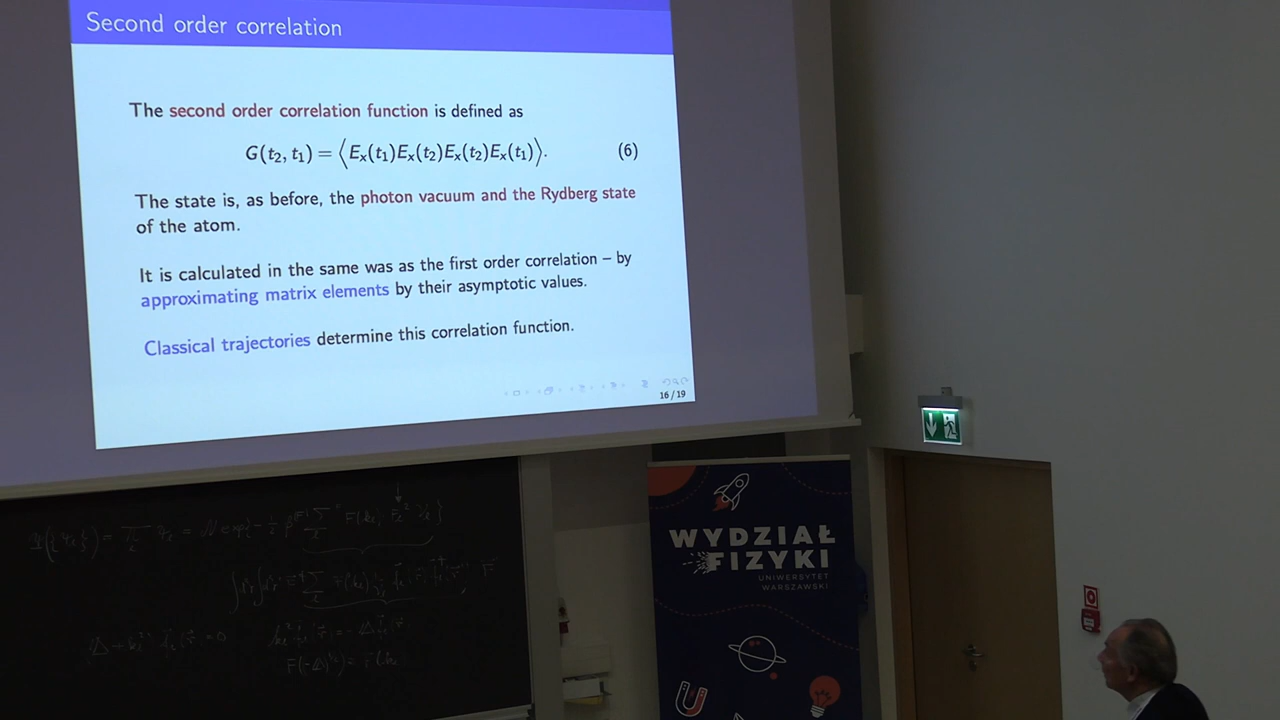 Second order correlation
The second order correlation function is defined as
G(t₂, t₁) = ⟨Eₓ(t₁)Eₓ(t₂)Eₓ(t₂)Eₓ(t₁)⟩. (6)
The state is, as before, the photon vacuum and the Rydberg state
of the atom.
It is calculated in the same was as the first order correlation – by
approximating matrix elements by their asymptotic values.
Classical trajectories determine this correlation function.
16 / 19
WYDZIAŁ
FIZYKI
UNIWERSYTET
WARSZAWSKI